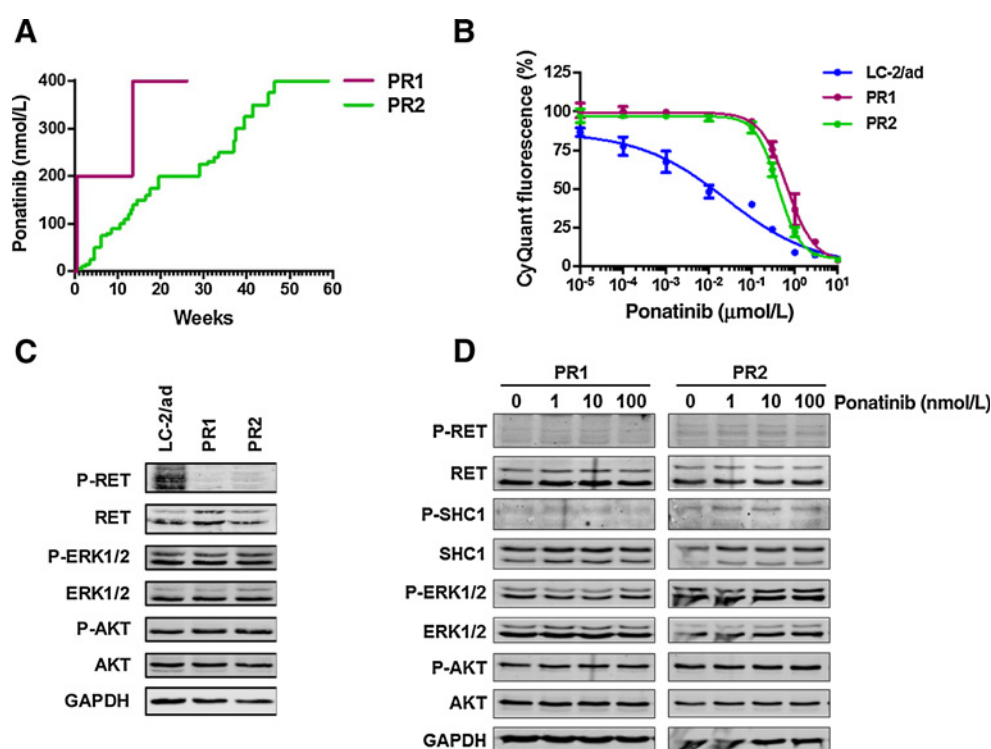 A
Ponatinib (nmol/L)
400
300
200
100
0
0 10 20 30 40 50 60
Weeks
PR1
PR2
B
CyQuant fluorescence (%)
125
100
75
50
25
0
10-5 10-4 10-3 10-2 10-1 100 101
Ponatinib (μmol/L)
LC-2/ad
PR1
PR2
C
LC-2/ad PR1 PR2
P-RET
RET
P-ERK1/2
ERK1/2
P-AKT
AKT
GAPDH
D
PR1 PR2
0 1 10 100 0 1 10 100 Ponatinib (nmol/L)
P-RET
RET
P-SHC1
SHC1
P-ERK1/2
ERK1/2
P-AKT
AKT
GAPDH